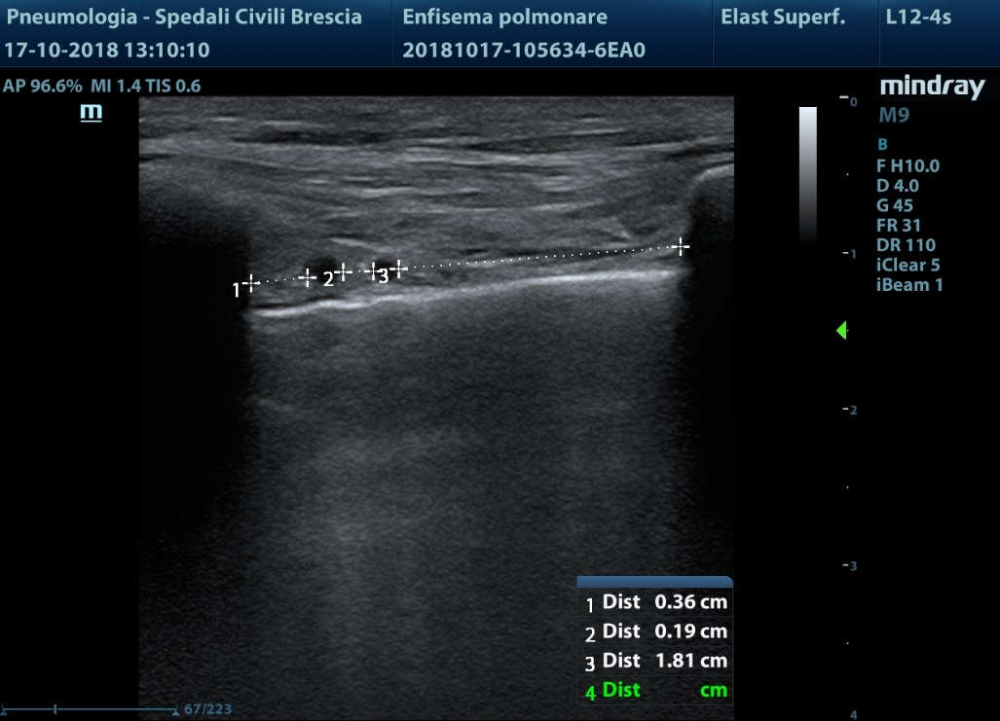 Pneumologia - Spedali Civili Brescia
Enfisema polmonare
Elast Superf.
L12-4s
17-10-2018 13:10:10
20181017-105634-6EA0
AP 96.6% MI 1.4 TIS 0.6
m
mindray
M9
B
F H10.0
D 4.0
G 45
FR 31
DR 110
iClear 5
iBeam 1
0
1
2
3
4
1
2
3
1 Dist 0.36 cm
2 Dist 0.19 cm
3 Dist 1.81 cm
4 Dist cm
67/223